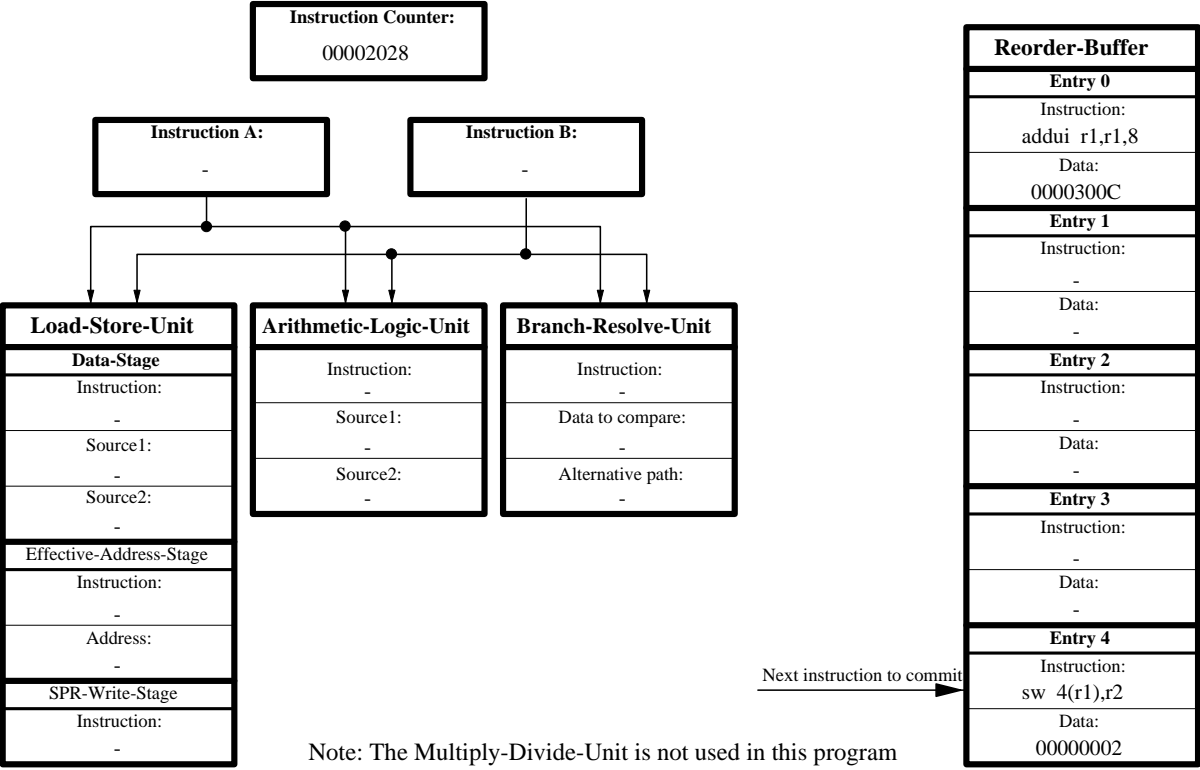 Instruction Counter:
00002028
Instruction A:
-
Instruction B:
-
Load-Store-Unit
Data-Stage
Instruction:
-
Source1:
-
Source2:
-
Effective-Address-Stage
Instruction:
-
Address:
-
SPR-Write-Stage
Instruction:
-
Arithmetic-Logic-Unit
Instruction:
-
Source1:
-
Source2:
-
Branch-Resolve-Unit
Instruction:
-
Data to compare:
-
Alternative path:
-
Reorder-Buffer
Entry 0
Instruction:
addui r1,r1,8
Data:
0000300C
Entry 1
Instruction:
-
Data:
-
Entry 2
Instruction:
-
Data:
-
Entry 3
Instruction:
-
Data:
-
Entry 4
Instruction:
sw 4(r1),r2
Data:
00000002
Next instruction to commit
Note: The Multiply-Divide-Unit is not used in this program